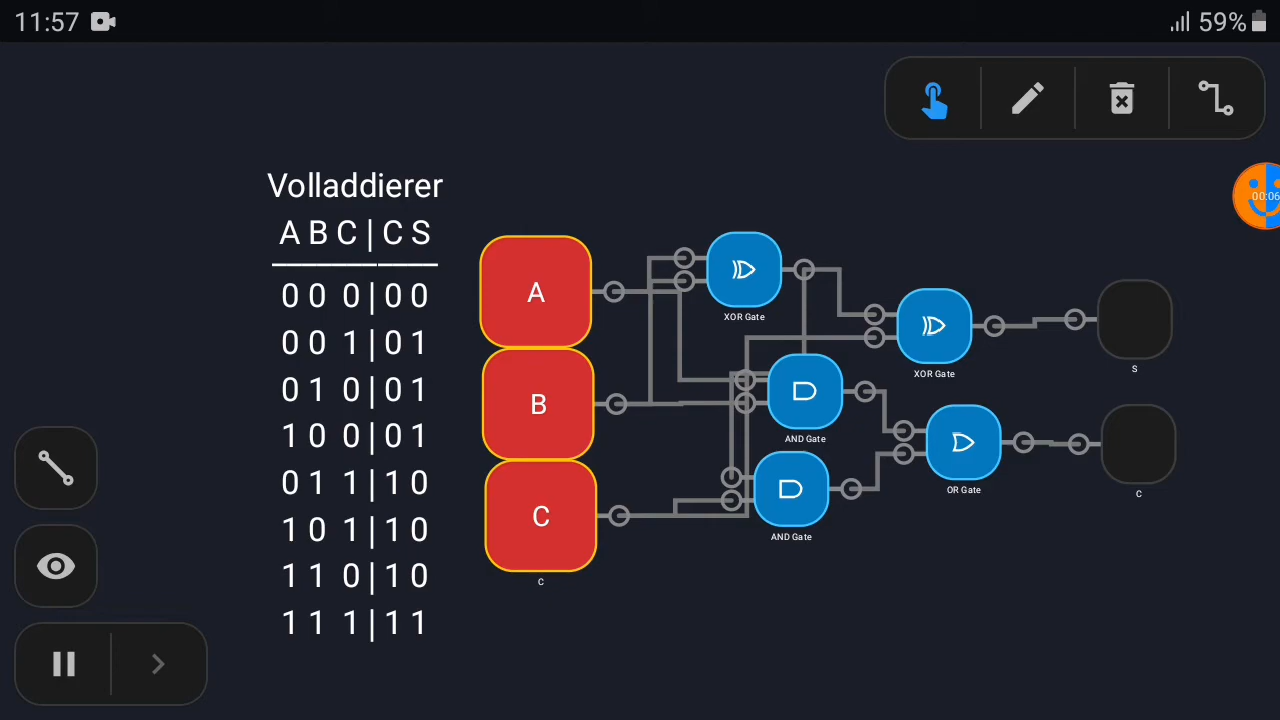 11:57
59%
00:06
Volladdierer
A B C | C S
0 0 0 | 0 0
0 0 1 | 0 1
0 1 0 | 0 1
1 0 0 | 0 1
0 1 1 | 1 0
1 0 1 | 1 0
1 1 0 | 1 0
1 1 1 | 1 1
A
B
C
C
XOR Gate
XOR Gate
S
AND Gate
OR Gate
C
AND Gate